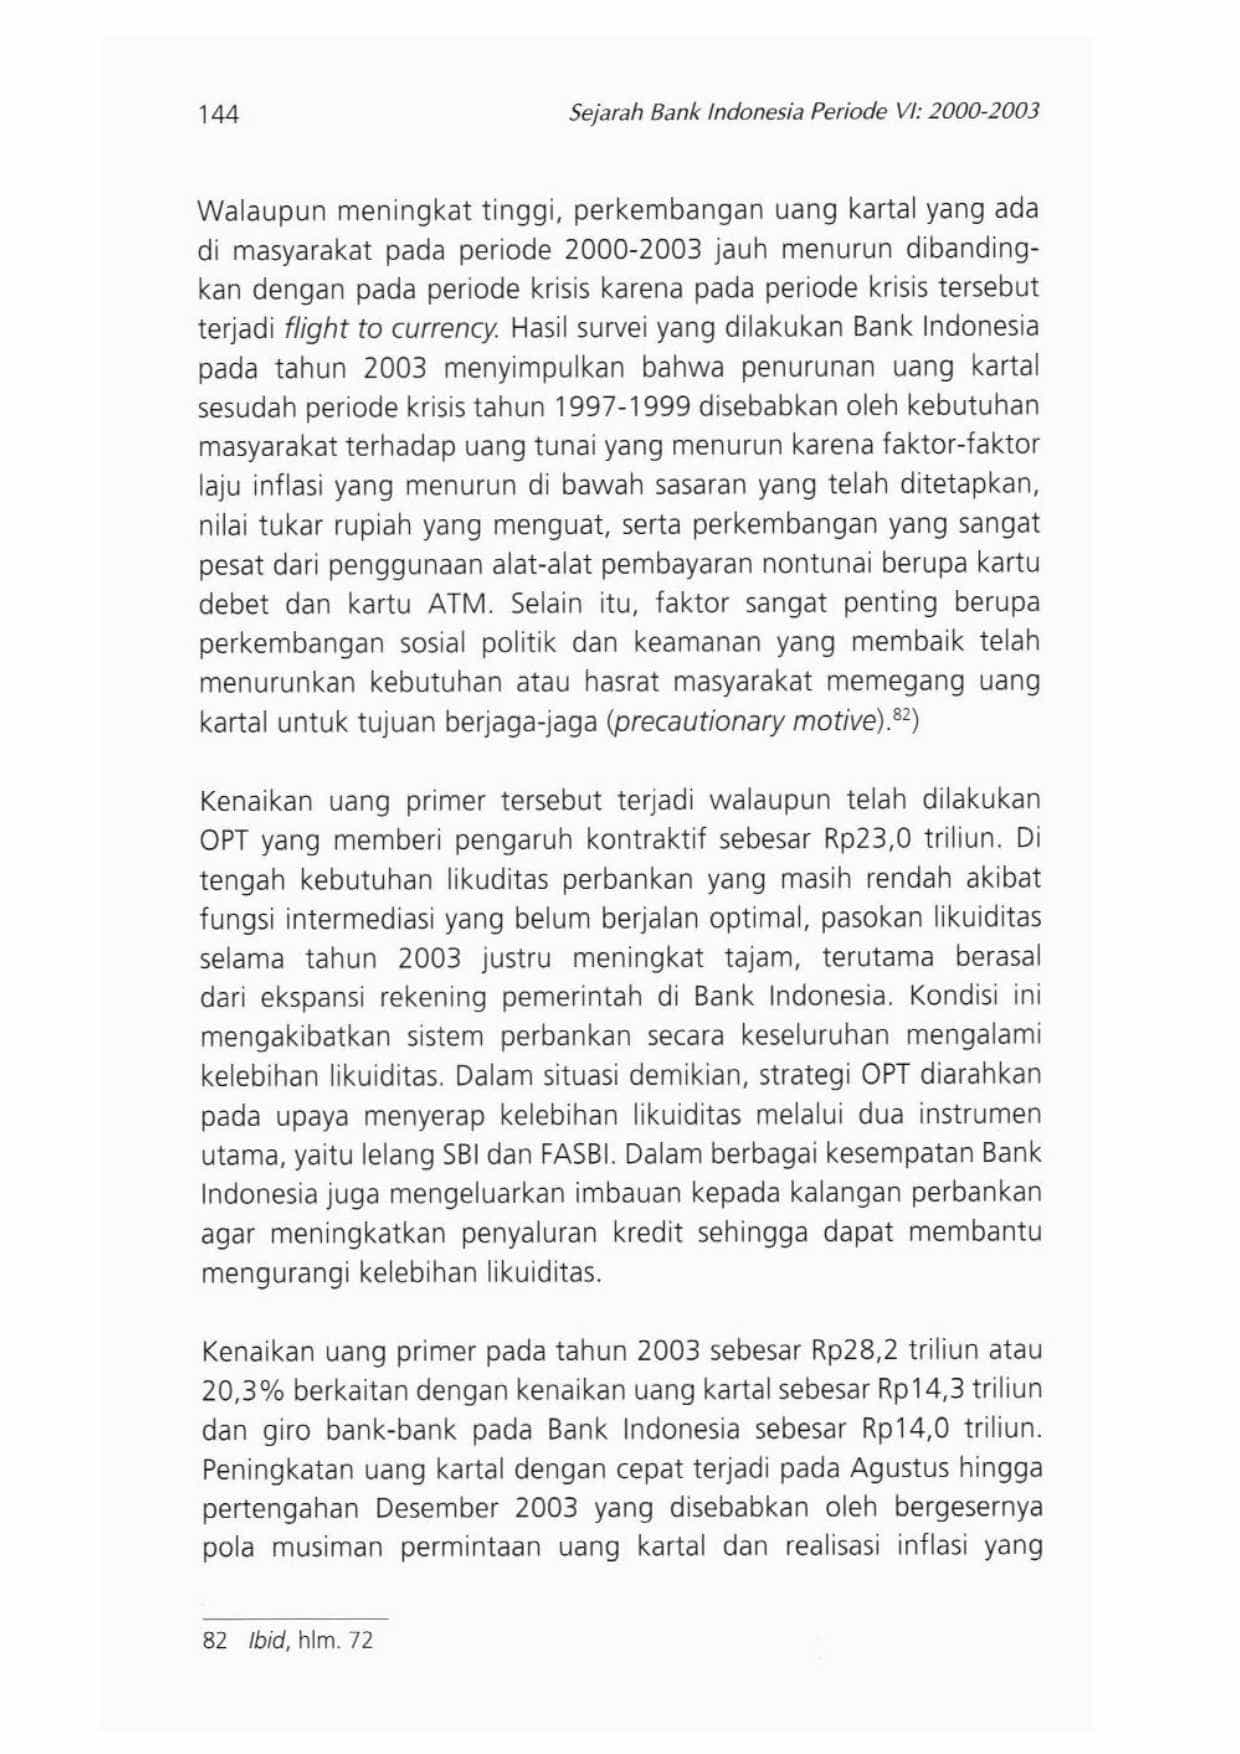 144
Sejarah Bank Indonesia Periode VI: 2000-2003
Walaupun meningkat tinggi, perkembangan uang kartal yang ada
di masyarakat pada periode 2000-2003 jauh menurun dibanding-
kan dengan pada periode krisis karena pada periode krisis tersebut
terjadi flight to currency. Hasil survei yang dilakukan Bank Indonesia
pada tahun 2003 menyimpulkan bahwa penurunan uang kartal
sesudah periode krisis tahun 1997-1999 disebabkan oleh kebutuhan
masyarakat terhadap uang tunai yang menurun karena faktor-faktor
laju inflasi yang menurun di bawah sasaran yang telah ditetapkan,
nilai tukar rupiah yang menguat, serta perkembangan yang sangat
pesat dari penggunaan alat-alat pembayaran nontunai berupa kartu
debet dan kartu ATM. Selain itu, faktor sangat penting berupa
perkembangan sosial politik dan keamanan yang membaik telah
menurunkan kebutuhan atau hasrat masyarakat memegang uang
kartal untuk tujuan berjaga-jaga (precautionary motive).82)
Kenaikan uang primer tersebut terjadi walaupun telah dilakukan
OPT yang memberi pengaruh kontraktif sebesar Rp23,0 triliun. Di
tengah kebutuhan likuditas perbankan yang masih rendah akibat
fungsi intermediasi yang belum berjalan optimal, pasokan likuiditas
selama tahun 2003 justru meningkat tajam, terutama berasal
dari ekspansi rekening pemerintah di Bank Indonesia. Kondisi ini
mengakibatkan sistem perbankan secara keseluruhan mengalami
kelebihan likuiditas. Dalam situasi demikian, strategi OPT diarahkan
pada upaya menyerap kelebihan likuiditas melalui dua instrumen
utama, yaitu lelang SBI dan FASBI. Dalam berbagai kesempatan Bank
Indonesia juga mengeluarkan imbauan kepada kalangan perbankan
agar meningkatkan penyaluran kredit sehingga dapat membantu
mengurangi kelebihan likuiditas.
Kenaikan uang primer pada tahun 2003 sebesar Rp28,2 triliun atau
20,3% berkaitan dengan kenaikan uang kartal sebesar Rp14,3 triliun
dan giro bank-bank pada Bank Indonesia sebesar Rp14,0 triliun.
Peningkatan uang kartal dengan cepat terjadi pada Agustus hingga
pertengahan Desember 2003 yang disebabkan oleh bergesernya
pola musiman permintaan uang kartal dan realisasi inflasi yang
82 Ibid, hlm. 72